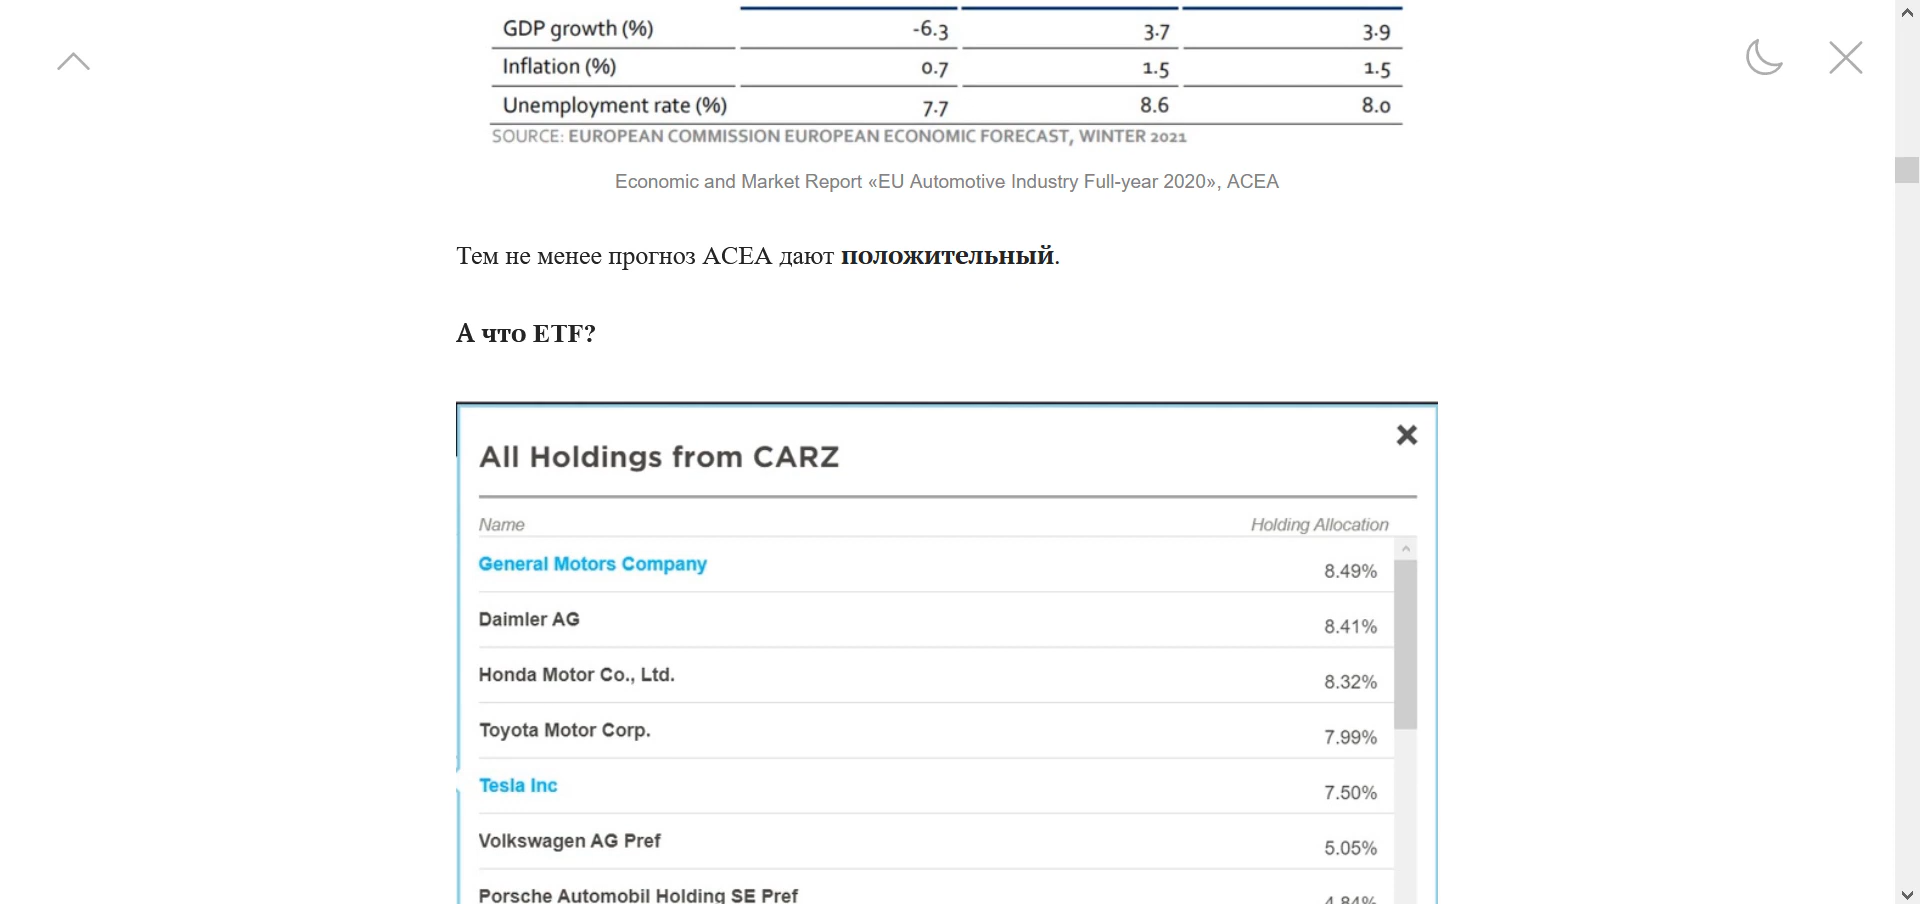 GDP growth (%) -6.3 3.7 3.9
Inflation (%) 0.7 1.5 1.5
Unemployment rate (%) 7.7 8.6 8.0
SOURCE: EUROPEAN COMMISSION EUROPEAN ECONOMIC FORECAST, WINTER 2021
Economic and Market Report «EU Automotive Industry Full-year 2020», ACEA
Тем не менее прогноз ACEA дают положительный.
А что ETF?
All Holdings from CARZ
Name Holding Allocation
General Motors Company 8.49%
Daimler AG 8.41%
Honda Motor Co., Ltd. 8.32%
Toyota Motor Corp. 7.99%
Tesla Inc 7.50%
Volkswagen AG Pref 5.05%
Porsche Automobil Holding SE Pref 4.84%